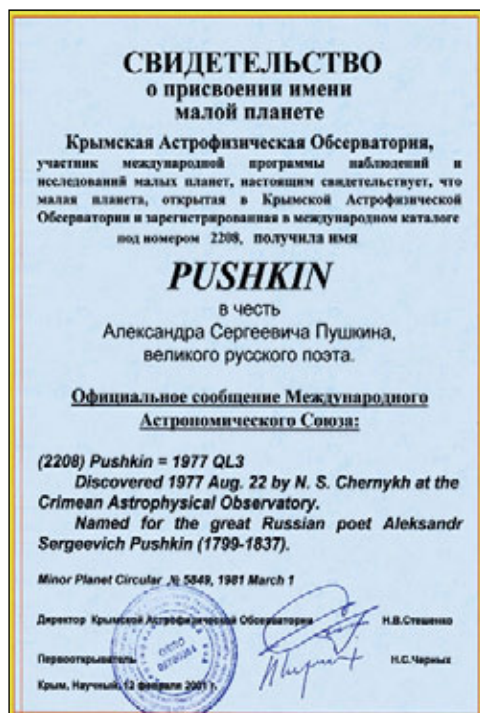 СВИДЕТЕЛЬСТВО
о присвоении имени
малой планете
Крымская Астрофизическая Обсерватория,
участник международной программы наблюдений и
исследований малых планет, настоящим свидетельствует, что
малая планета, открытая в Крымской Астрофизической
Обсерватории и зарегистрированная в международном каталоге
под номером 2208, получила имя
PUSHKIN
в честь
Александра Сергеевича Пушкина,
великого русского поэта.
Официальное сообщение Международного
Астрономического Союза:
(2208) Pushkin = 1977 QL3
Discovered 1977 Aug. 22 by N. S. Chernykh at the
Crimean Astrophysical Observatory.
Named for the great Russian poet Aleksandr
Sergeevich Pushkin (1799-1837).
Minor Planet Circular № 5849, 1981 March 1
Директор Крымской Астрофизической Обсерватории Н.В.Стешенко
Первооткрыватель Н.С.Черных
Крым, Научный, 12 февраля 2001 г.